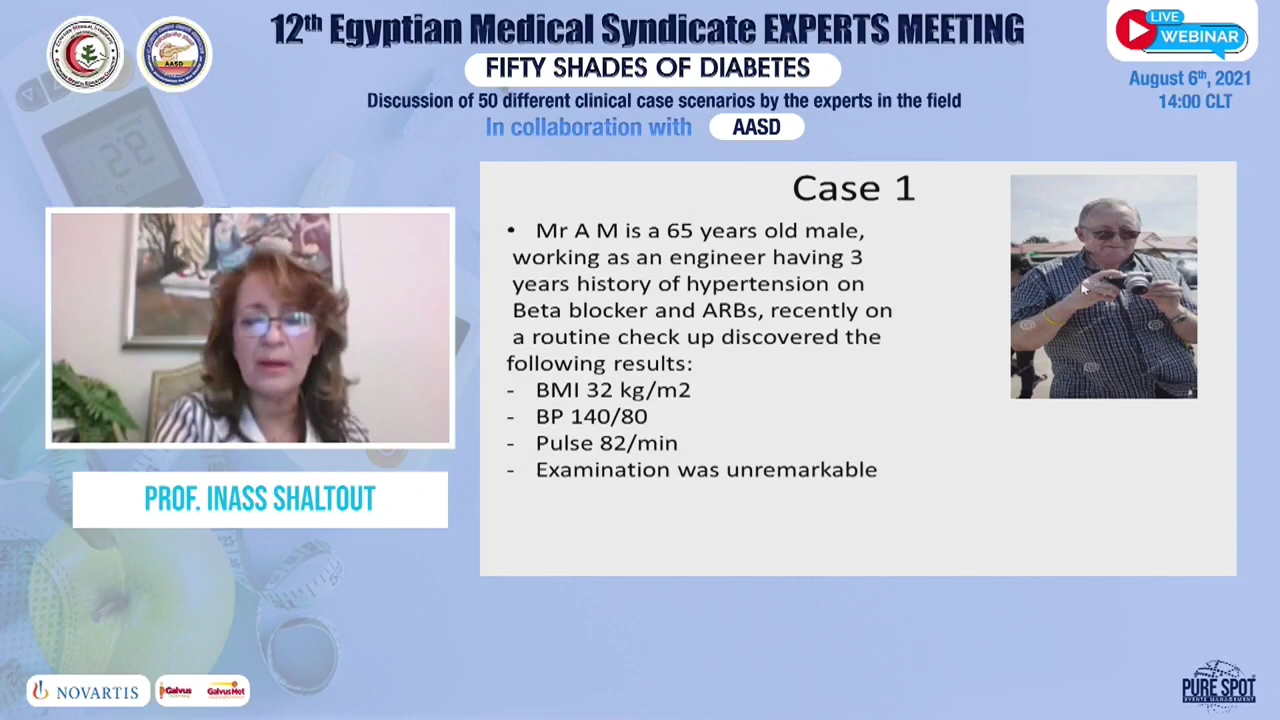 12th Egyptian Medical Syndicate EXPERTS MEETING
FIFTY SHADES OF DIABETES
Discussion of 50 different clinical case scenarios by the experts in the field
In collaboration with AASD
LIVE
WEBINAR
August 6th, 2021
14:00 CLT
AASD
Case 1
• Mr A M is a 65 years old male,
working as an engineer having 3
years history of hypertension on
Beta blocker and ARBs, recently on
a routine check up discovered the
following results:
- BMI 32 kg/m2
- BP 140/80
- Pulse 82/min
- Examination was unremarkable
PROF. INASS SHALTOUT
NOVARTIS
Galvus
GalvusMet
PURE SPOT
EVENTS MANAGEMENT